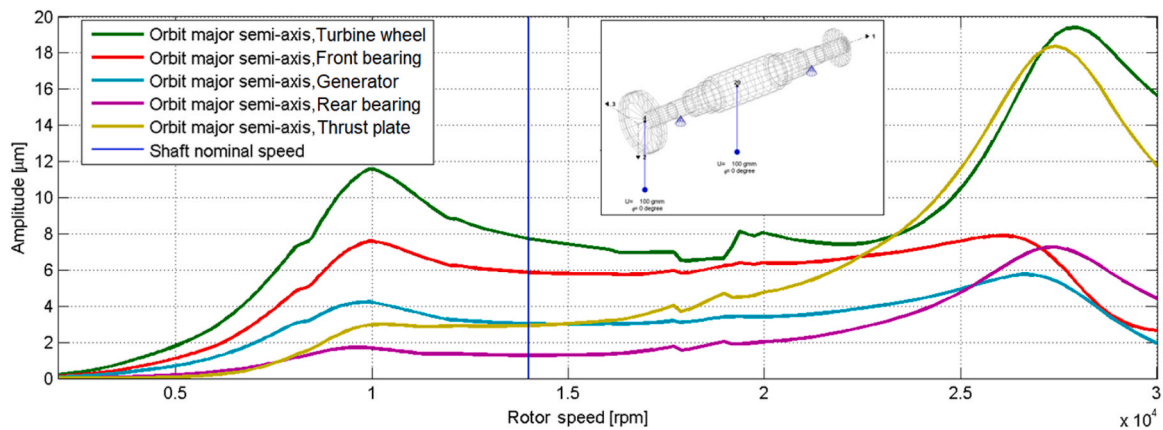 20
18
16
14
12
10
8
6
4
2
0
Amplitude [µm]
Orbit major semi-axis,Turbine wheel
Orbit major semi-axis,Front bearing
Orbit major semi-axis,Generator
Orbit major semi-axis,Rear bearing
Orbit major semi-axis,Thrust plate
Shaft nominal speed
1
3
2
U= 100 gmm
φ= 0 degree
U= 100 gmm
φ= 0 degree
0.5 1 1.5 2 2.5 3
Rotor speed [rpm]
x 10⁴